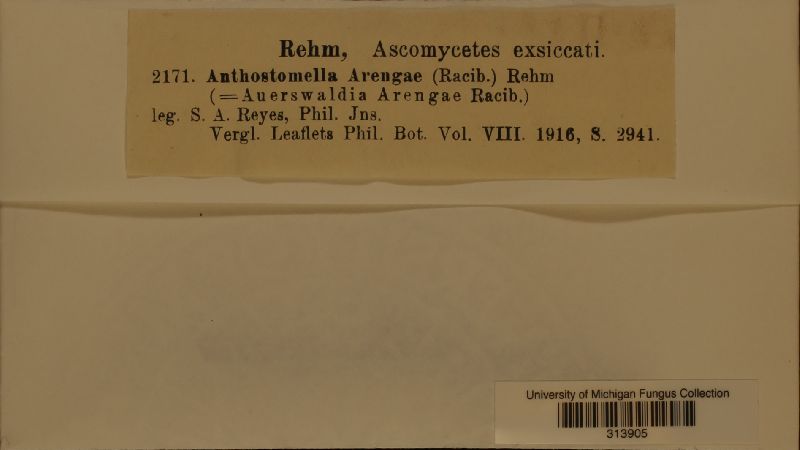 Rehm, Ascomycetes exsiccati.
2171. Anthostomella Arengae (Racib.) Rehm
(=Auerswaldia Arengae Racib.)
leg. S. A. Reyes, Phil. Jns.
Vergl. Leaflets Phil. Bot. Vol. VIII. 1916, S. 2941.
University of Michigan Fungus Collection
313905